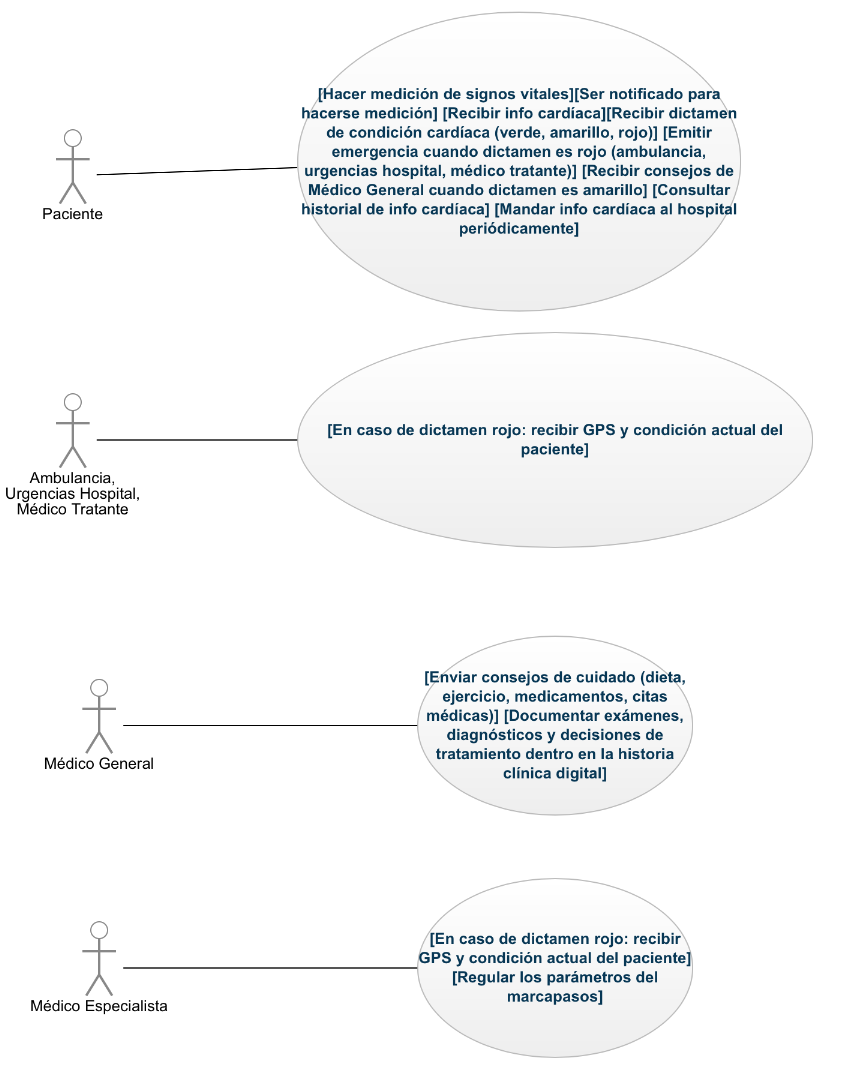 [Hacer medición de signos vitales][Ser notificado para
hacerse medición] [Recibir info cardíaca][Recibir dictamen
de condición cardíaca (verde, amarillo, rojo)] [Emitir
emergencia cuando dictamen es rojo (ambulancia,
urgencias hospital, médico tratante)] [Recibir consejos de
Médico General cuando dictamen es amarillo] [Consultar
historial de info cardíaca] [Mandar info cardíaca al hospital
periódicamente]
Paciente
[En caso de dictamen rojo: recibir GPS y condición actual del
paciente]
Ambulancia,
Urgencias Hospital,
Médico Tratante
[Enviar consejos de cuidado (dieta,
ejercicio, medicamentos, citas
médicas)] [Documentar exámenes,
diagnósticos y decisiones de
tratamiento dentro en la historia
clínica digital]
Médico General
[En caso de dictamen rojo: recibir
GPS y condición actual del paciente]
[Regular los parámetros del
marcapasos]
Médico Especialista